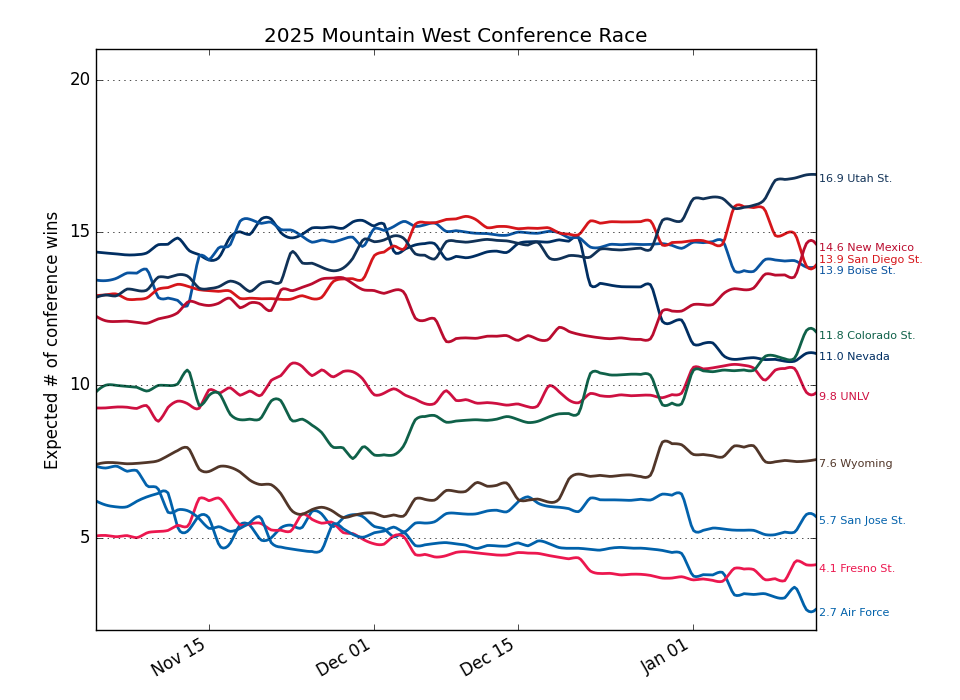 2025 Mountain West Conference Race
Expected # of conference wins
20
15
10
5
Nov 15
Dec 01
Dec 15
Jan 01
16.9 Utah St.
14.6 New Mexico
13.9 San Diego St.
13.9 Boise St.
11.8 Colorado St.
11.0 Nevada
9.8 UNLV
7.6 Wyoming
5.7 San Jose St.
4.1 Fresno St.
2.7 Air Force